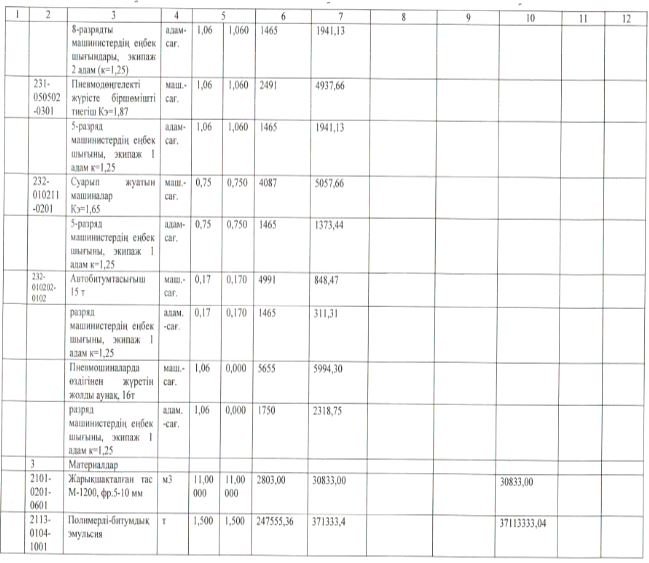 1 2 3 4 5 6 7 8 9 10 11 12
8-разрядты машинистердің еңбек шығындары, экипаж 2 адам (к=1,25) адам-сағ. 1,06 1,060 1465 1941,13
231-050502-0301 Пневмодөңгелекті жүрісте біршөмішті тиегіш Кэ=1,87 маш.-сағ. 1,06 1,060 2491 4937,66
5-разряд машинистердің еңбек шығыны, экипаж 1 адам к=1,25 адам-сағ. 1,06 1,060 1465 1941,13
232-010211-0201 Суарып жуатын машиналар Кэ=1,65 маш.-сағ. 0,75 0,750 4087 5057,66
5-разряд машинистердің еңбек шығыны, экипаж 1 адам к=1,25 адам-сағ. 0,75 0,750 1465 1373,44
232-010202-0102 Автобитумтасығыш 15 т маш.-сағ. 0,17 0,170 4991 848,47
разряд машинистердің еңбек шығыны, экипаж 1 адам к=1,25 адам.-сағ. 0,17 0,170 1465 311,31
Пневмошиналарда өздігінен жүретін жолды аунақ, 16т маш.-сағ. 1,06 0,000 5655 5994,30
разряд машинистердің еңбек шығыны, экипаж 1 адам к=1,25 адам.-сағ. 1,06 0,000 1750 2318,75
3 Материалдар
2101-0201-0601 Жарықшақталған тас М-1200, фр.5-10 мм м3 11,00000 11,00000 2803,00 30833,00 30833,00
2113-0104-1001 Полимерлі-битумдық эмульсия т 1,500 1,500 247555,36 371333,4 37113333,04